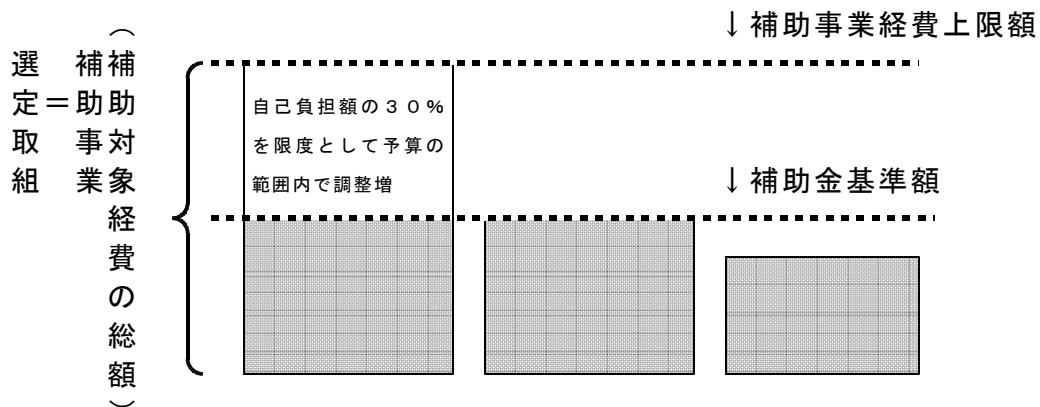 ↓補助事業経費上限額
選定取組
＝
補助事業
（補助対象経費の総額）
自己負担額の３０％
を限度として予算の
範囲内で調整増
↓補助金基準額